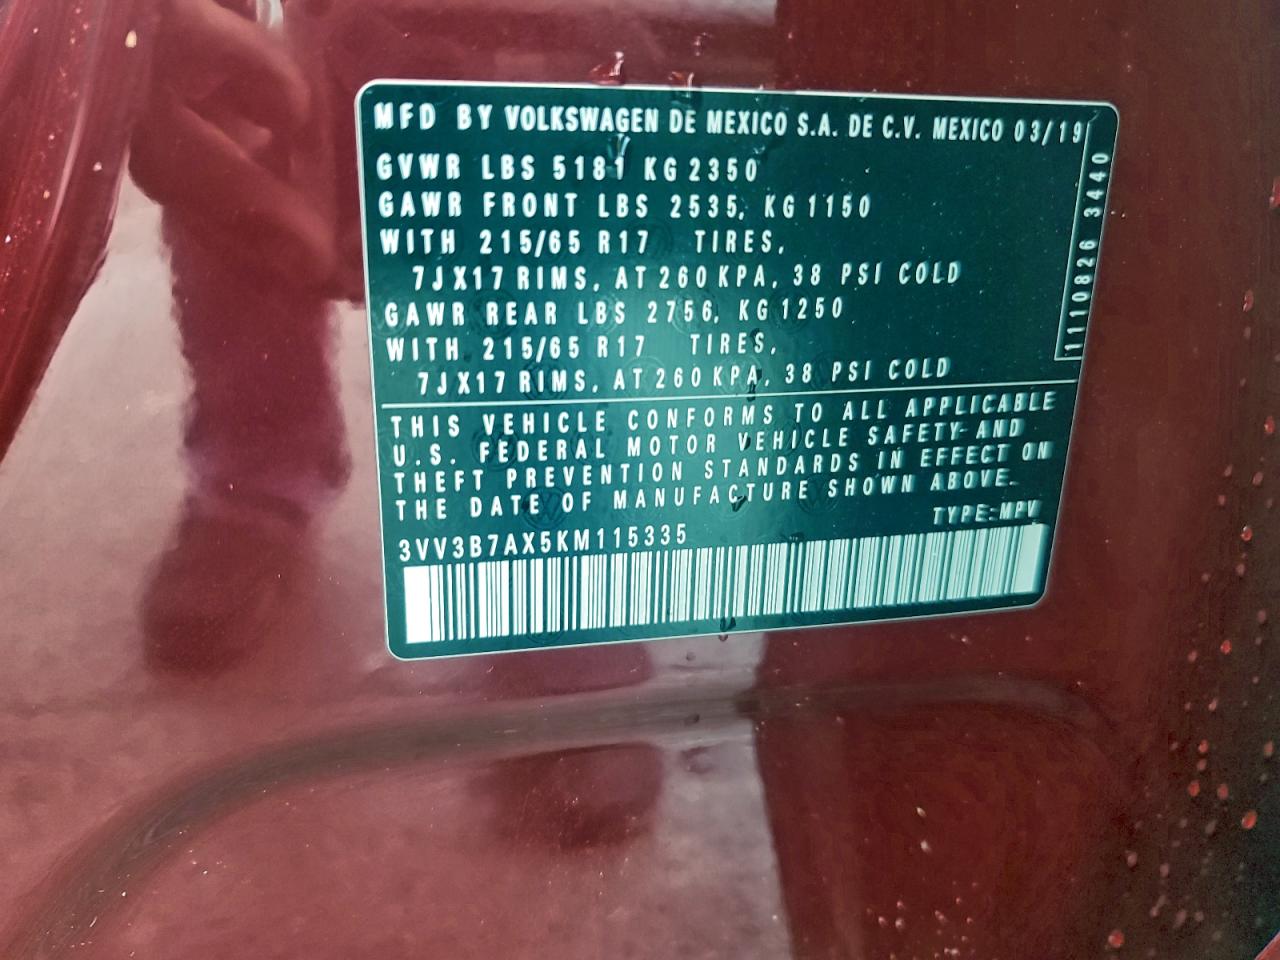 MFD BY VOLKSWAGEN DE MEXICO S.A. DE C.V. MEXICO 03/19
GVWR LBS 5181 KG 2350
GAWR FRONT LBS 2535, KG 1150
WITH 215/65 R17 TIRES,
7JX17 RIMS, AT 260 KPA, 38 PSI COLD
GAWR REAR LBS 2756, KG 1250
WITH 215/65 R17 TIRES,
7JX17 RIMS, AT 260 KPA, 38 PSI COLD
1110826 3440
THIS VEHICLE CONFORMS TO ALL APPLICABLE
U.S. FEDERAL MOTOR VEHICLE SAFETY AND
THEFT PREVENTION STANDARDS IN EFFECT ON
THE DATE OF MANUFACTURE SHOWN ABOVE.
TYPE:MPV
3VV3B7AX5KM115335